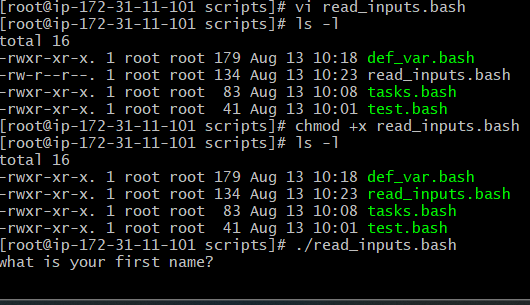 [root@ip-172-31-11-101 scripts]# vi read_inputs.bash
[root@ip-172-31-11-101 scripts]# ls -l
total 16
-rwxr-xr-x. 1 root root 179 Aug 13 10:18 def_var.bash
-rw-r--r--. 1 root root 134 Aug 13 10:23 read_inputs.bash
-rwxr-xr-x. 1 root root  83 Aug 13 10:08 tasks.bash
-rwxr-xr-x. 1 root root  41 Aug 13 10:01 test.bash
[root@ip-172-31-11-101 scripts]# chmod +x read_inputs.bash
[root@ip-172-31-11-101 scripts]# ls -l
total 16
-rwxr-xr-x. 1 root root 179 Aug 13 10:18 def_var.bash
-rwxr-xr-x. 1 root root 134 Aug 13 10:23 read_inputs.bash
-rwxr-xr-x. 1 root root  83 Aug 13 10:08 tasks.bash
-rwxr-xr-x. 1 root root  41 Aug 13 10:01 test.bash
[root@ip-172-31-11-101 scripts]# ./read_inputs.bash
what is your first name?